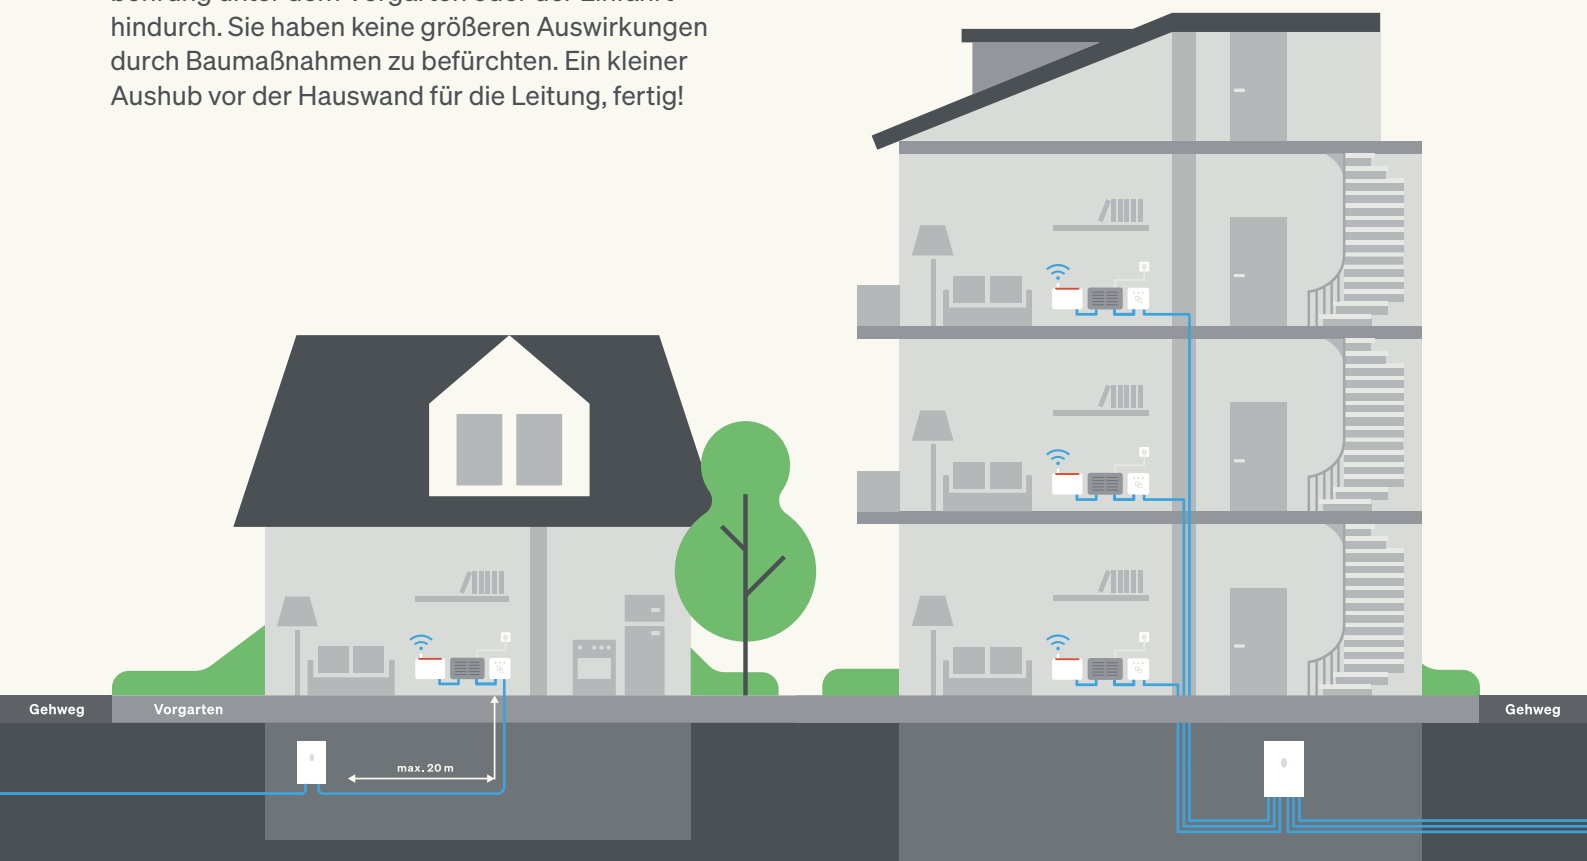 hindurch. Sie haben keine größeren Auswirkungen
durch Baumaßnahmen zu befürchten. Ein kleiner
Aushub vor der Hauswand für die Leitung, fertig!
Gehweg
Vorgarten
Gehweg
max. 20 m